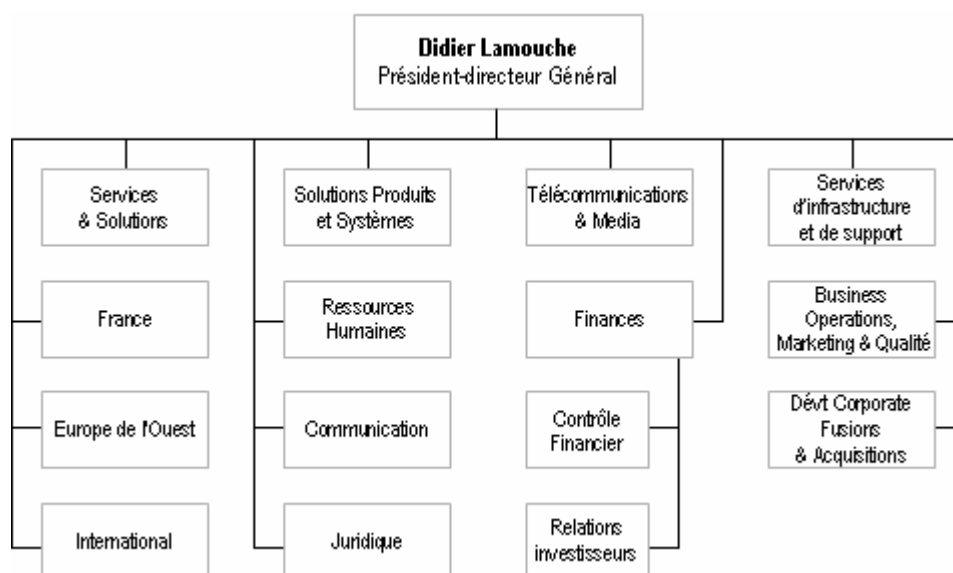 Didier Lamouche
Président-directeur Général
Services
& Solutions
Solutions Produits
et Systèmes
Télécommunications
& Media
Services
d'infrastructure
et de support
France
Ressources
Humaines
Finances
Business
Operations,
Marketing & Qualité
Europe de l'Ouest
Communication
Contrôle
Financier
Dévt Corporate
Fusions
& Acquisitions
International
Juridique
Relations
investisseurs